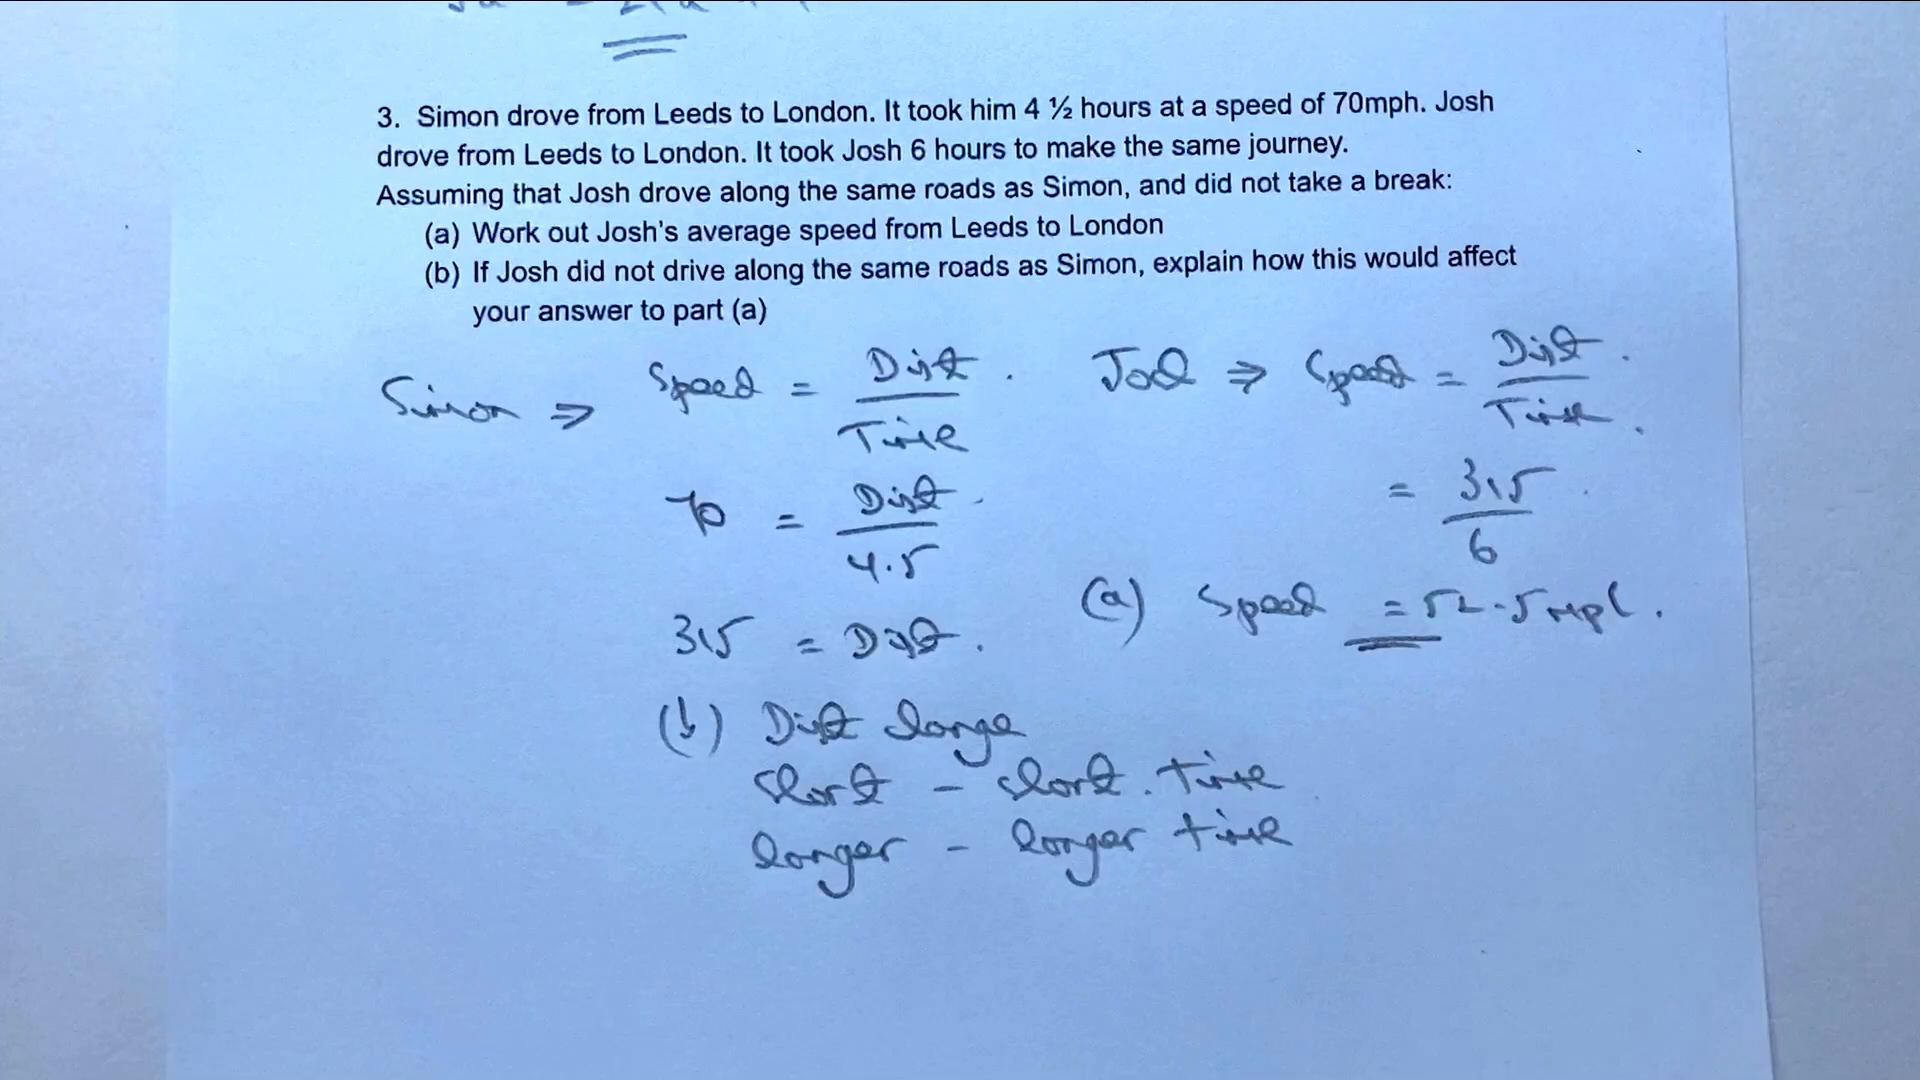 3. Simon drove from Leeds to London. It took him 4 ½ hours at a speed of 70mph. Josh
drove from Leeds to London. It took Josh 6 hours to make the same journey.
Assuming that Josh drove along the same roads as Simon, and did not take a break:
(a) Work out Josh's average speed from Leeds to London
(b) If Josh did not drive along the same roads as Simon, explain how this would affect
your answer to part (a)
Simon ⇒ Speed = Dist
Time
70 = Dist
4.5
315 = Dist.
⇒ Speed = Dist.
Time.
= 315
6
(a) Speed = 52.5mph.
(b) Dist
short - short. time
longer - longer time